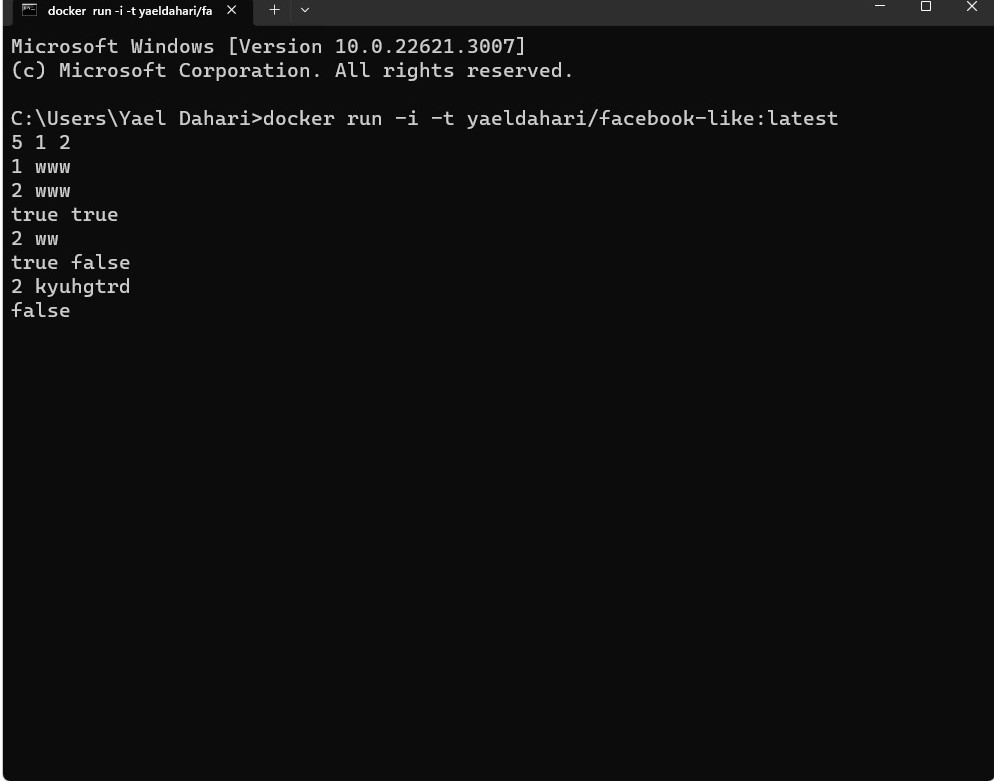 docker run -i -t yaeldahari/fa
Microsoft Windows [Version 10.0.22621.3007]
(c) Microsoft Corporation. All rights reserved.
C:\Users\Yael Dahari>docker run -i -t yaeldahari/facebook-like:latest
5 1 2
1 www
2 www
true true
2 ww
true false
2 kyuhgtrd
false